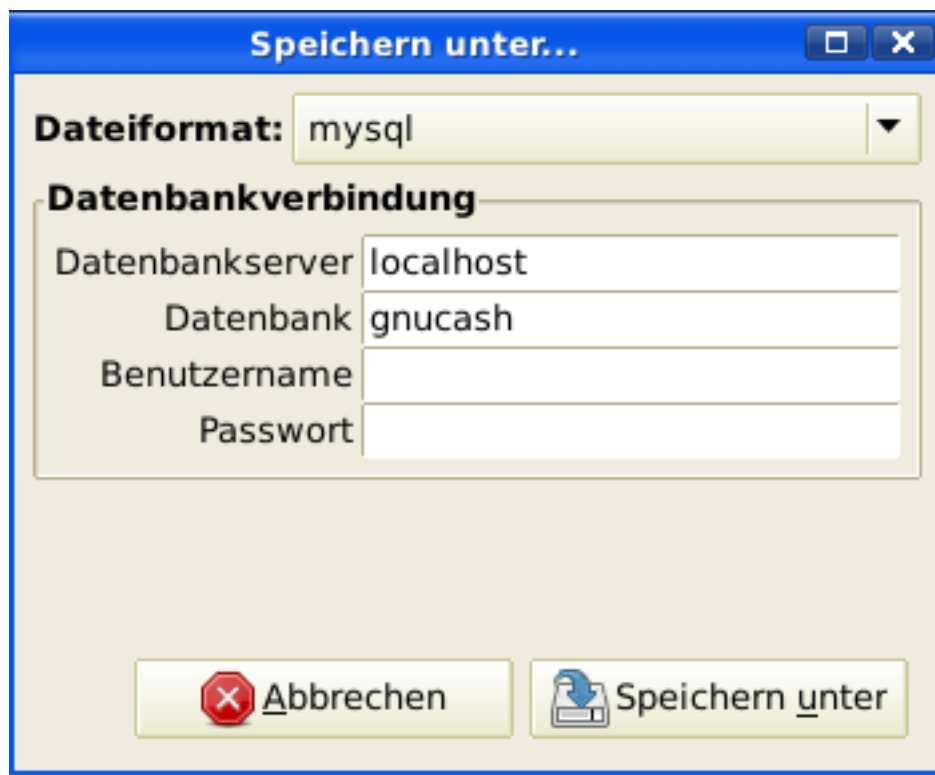 Speichern unter...
Dateiformat: mysql
Datenbankverbindung
Datenbankserver localhost
Datenbank gnucash
Benutzername
Passwort
Abbrechen Speichern unter